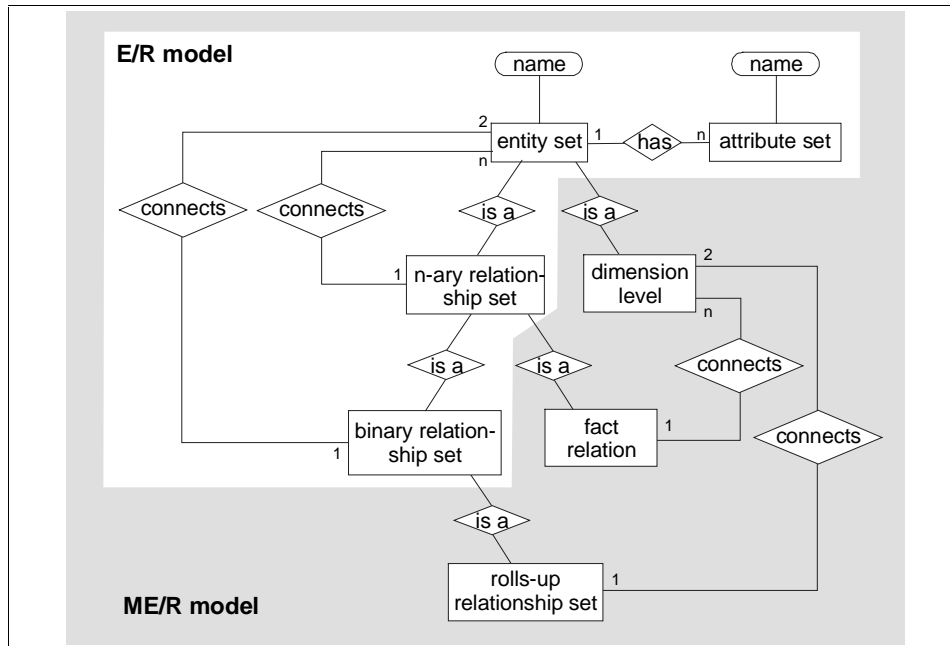 E/R model
name
name
2
entity set
1
has
n
attribute set
n
connects
connects
is a
is a
1
n-ary relation-
ship set
dimension
level
2
n
is a
is a
connects
binary relation-
ship set
1
fact
relation
1
connects
is a
rolls-up
relationship set
1
ME/R model